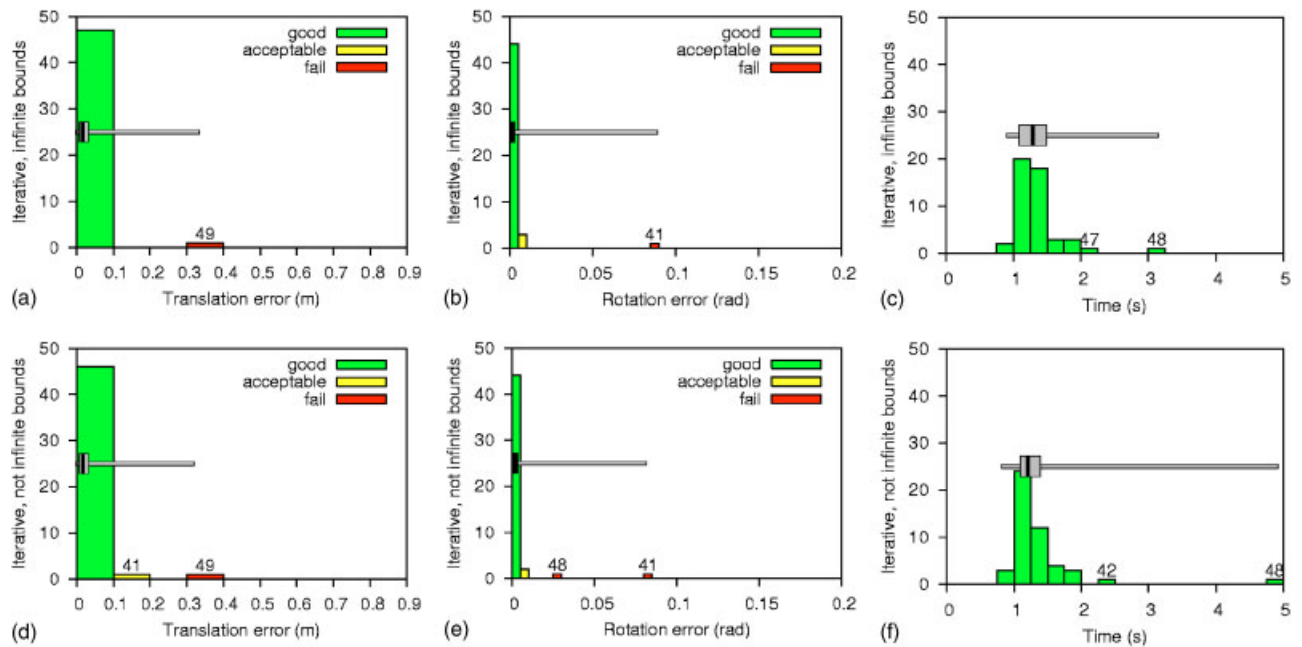 Iterative, infinite bounds
50
40
30
20
10
0
good
acceptable
fail
49
0 0.1 0.2 0.3 0.4 0.5 0.6 0.7 0.8 0.9
(a) Translation error (m)
Iterative, infinite bounds
50
40
30
20
10
0
good
acceptable
fail
41
0 0.05 0.1 0.15 0.2
(b) Rotation error (rad)
Iterative, infinite bounds
50
40
30
20
10
0
47 48
0 1 2 3 4 5
(c) Time (s)
Iterative, not infinite bounds
50
40
30
20
10
0
good
acceptable
fail
41 49
0 0.1 0.2 0.3 0.4 0.5 0.6 0.7 0.8 0.9
(d) Translation error (m)
Iterative, not infinite bounds
50
40
30
20
10
0
good
acceptable
fail
48 41
0 0.05 0.1 0.15 0.2
(e) Rotation error (rad)
Iterative, not infinite bounds
50
40
30
20
10
0
42 48
0 1 2 3 4 5
(f) Time (s)